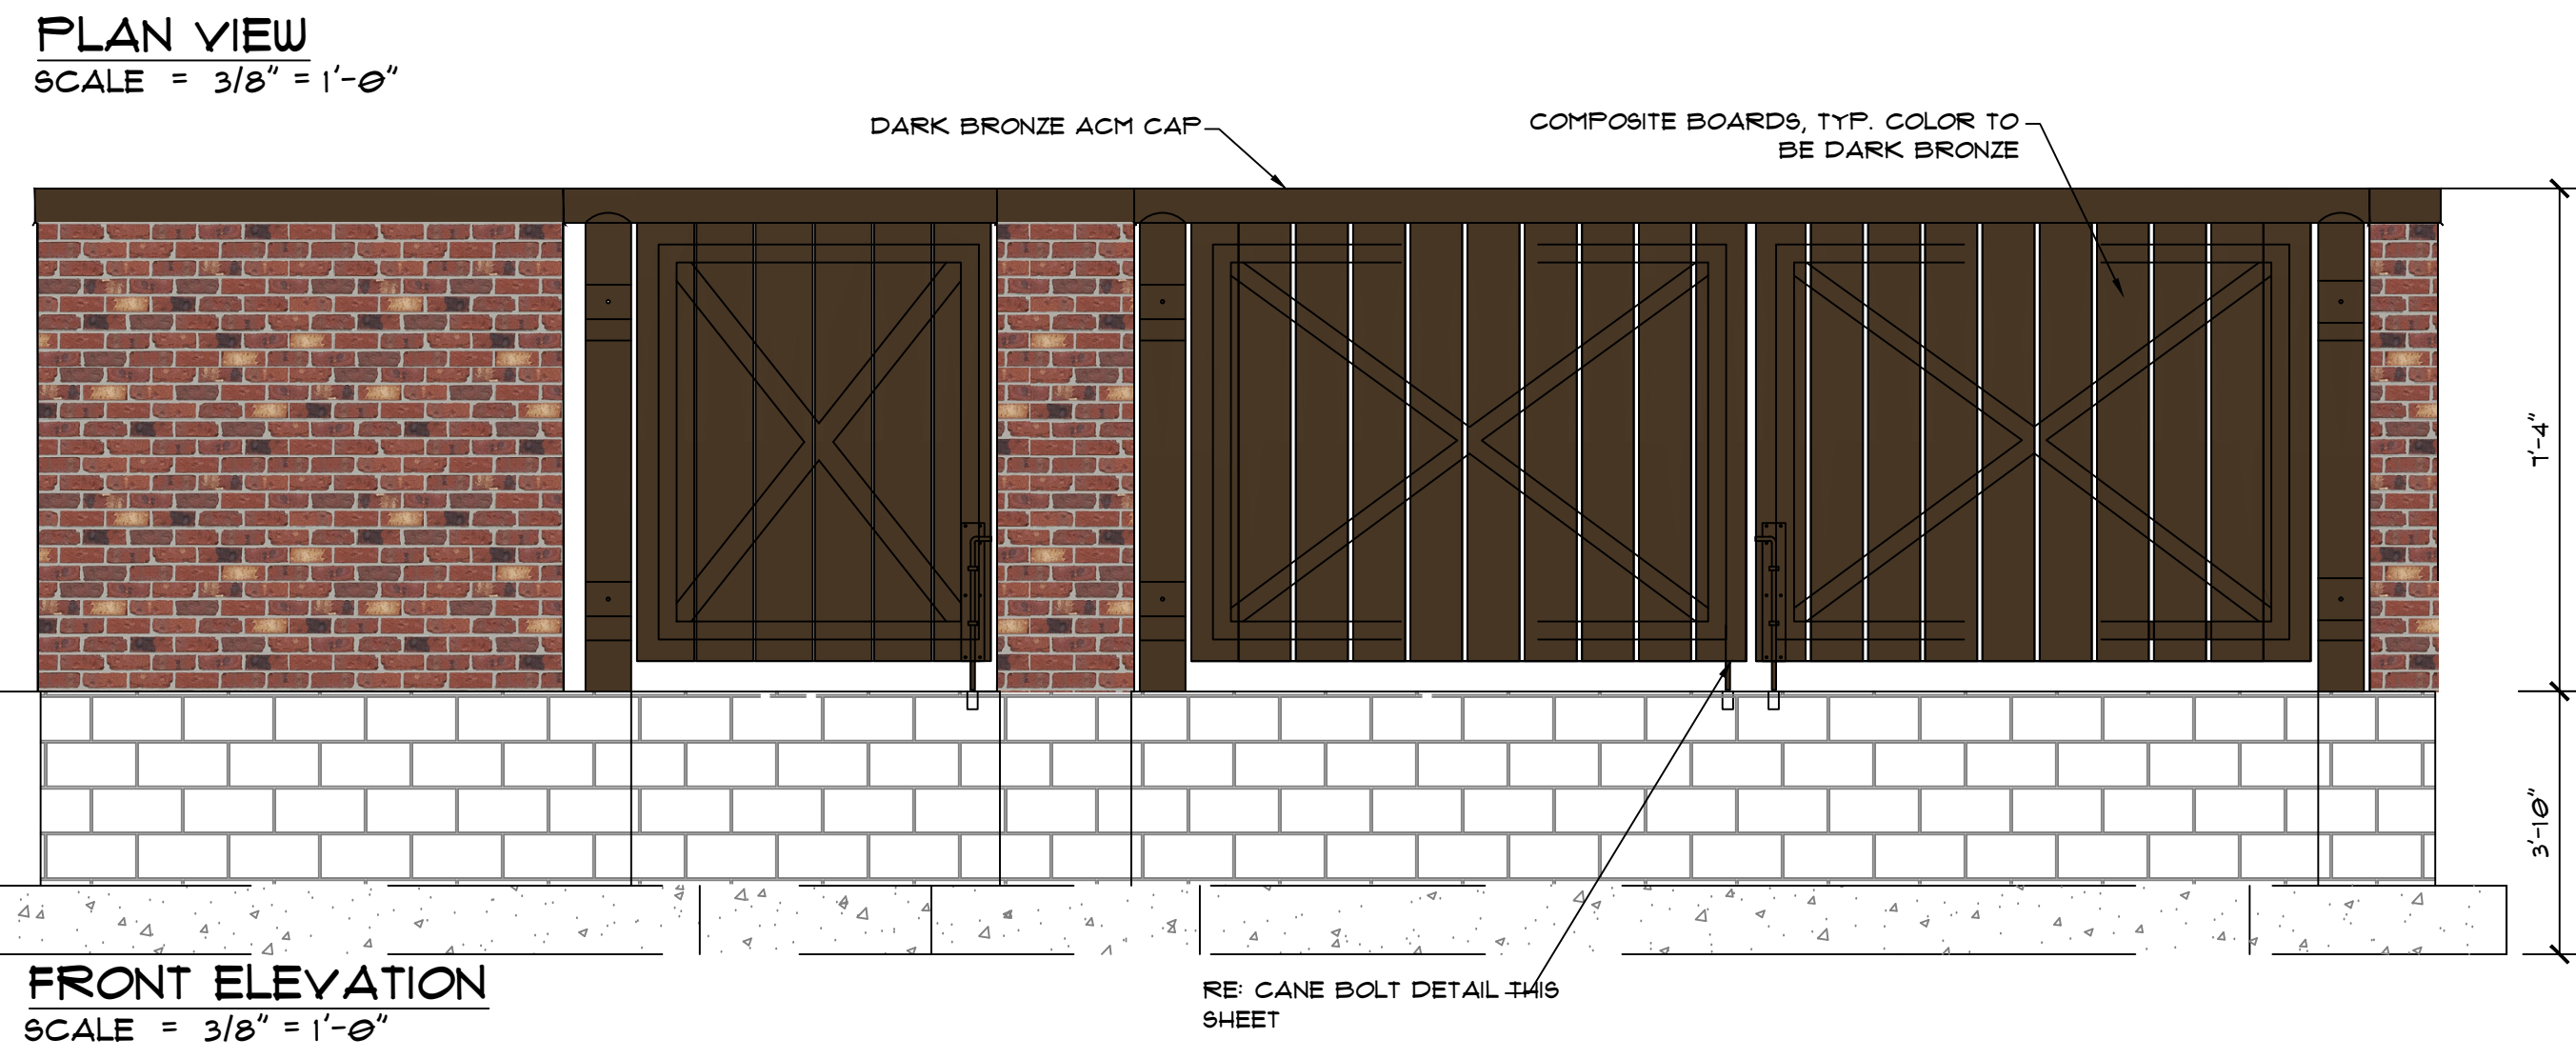 PLAN VIEW
SCALE = 3/8" = 1'-0"
DARK BRONZE ACM CAP
COMPOSITE BOARDS, TYP. COLOR TO
BE DARK BRONZE
7'-4"
3'-10"
FRONT ELEVATION
SCALE = 3/8" = 1'-0"
RE: CANE BOLT DETAIL THIS
SHEET